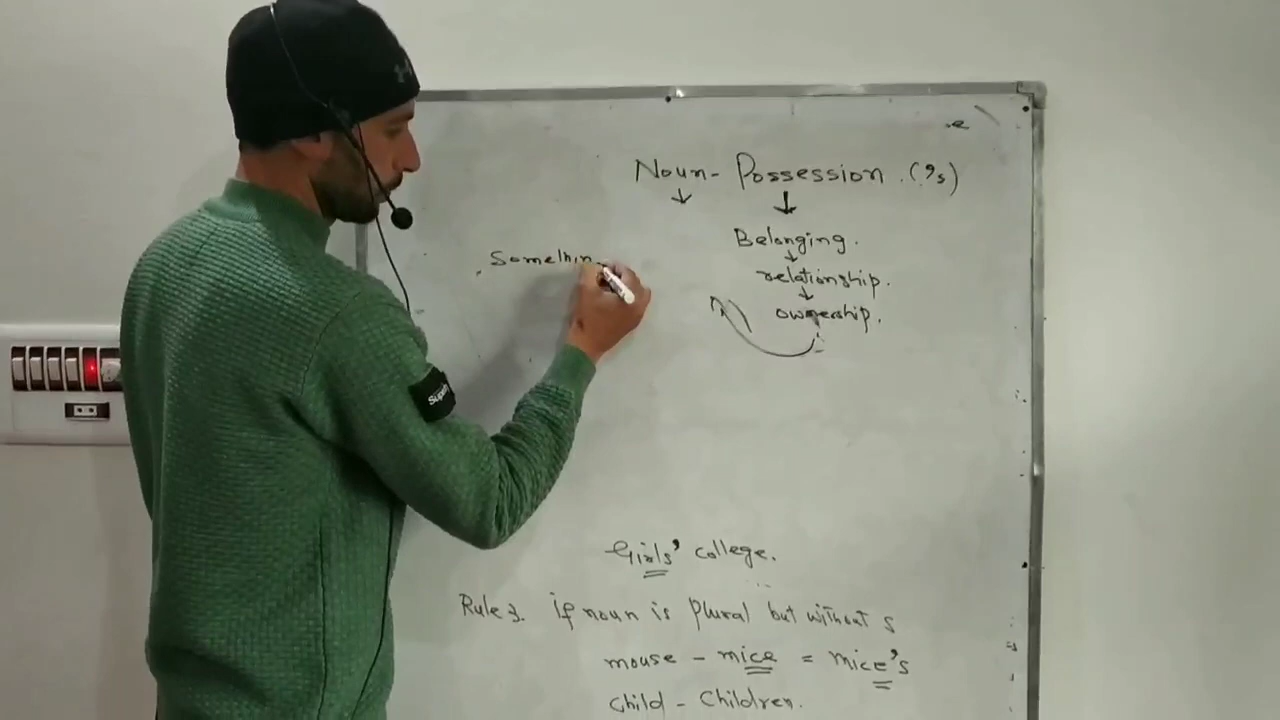 Noun - Possession. ('s)
Belonging.
Somethin
relationship.
ownership.
Girls' college.
Rule 3. if noun is plural but without s
mouse - mice = mice's
child - children.